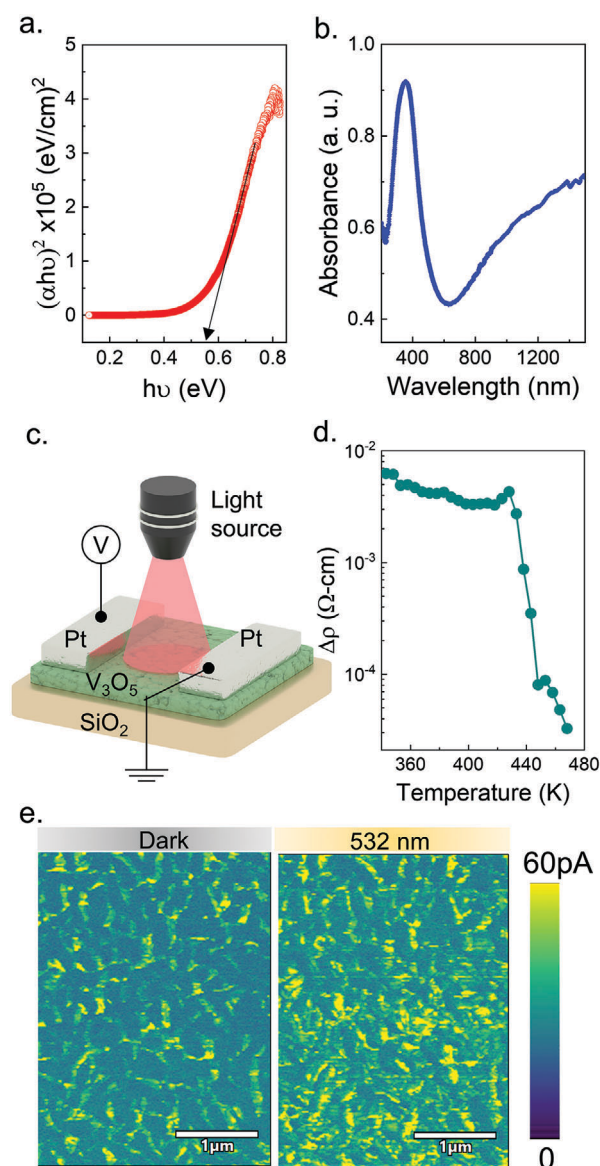 a.
(αhυ)² x10⁵ (eV/cm)²
5
4
3
2
1
0
0.2 0.4 0.6 0.8
hυ (eV)
b.
Absorbance (a. u.)
1.0
0.8
0.6
0.4
400 800 1200
Wavelength (nm)
c.
Light
source
V
Pt
Pt
V₃O₅
SiO₂
d.
Δρ (Ω-cm)
10⁻²
10⁻³
10⁻⁴
360 400 440 480
Temperature (K)
e.
Dark
532 nm
60pA
1µm
1µm
0